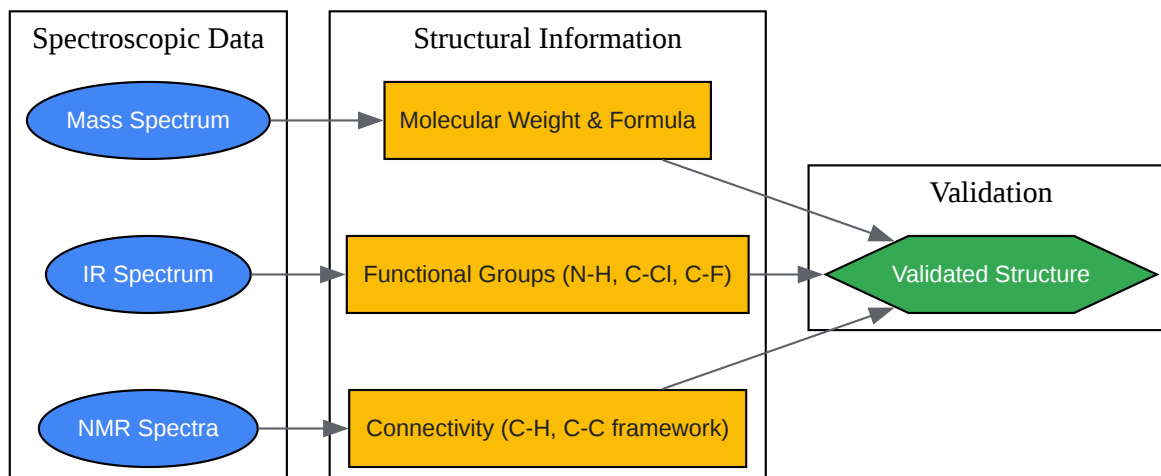 Spectroscopic Data
Structural Information
Mass Spectrum
Molecular Weight & Formula
Validation
IR Spectrum
Functional Groups (N-H, C-Cl, C-F)
Validated Structure
NMR Spectra
Connectivity (C-H, C-C framework)